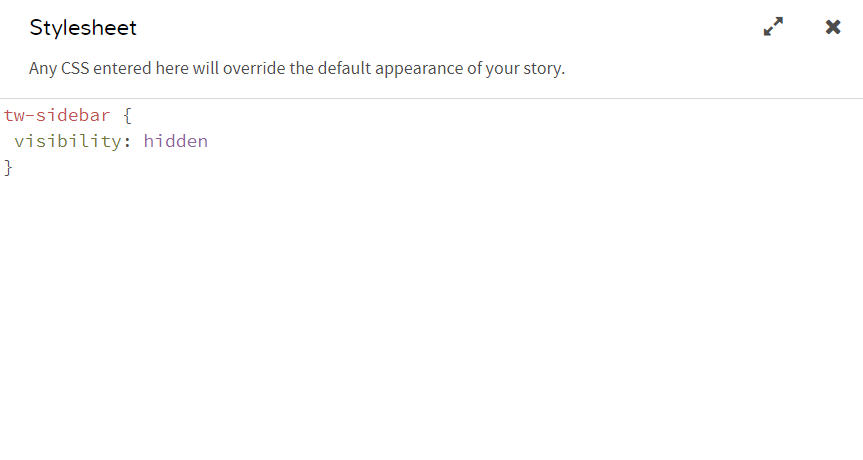 Stylesheet
Any CSS entered here will override the default appearance of your story.
tw-sidebar {
 visibility: hidden
}